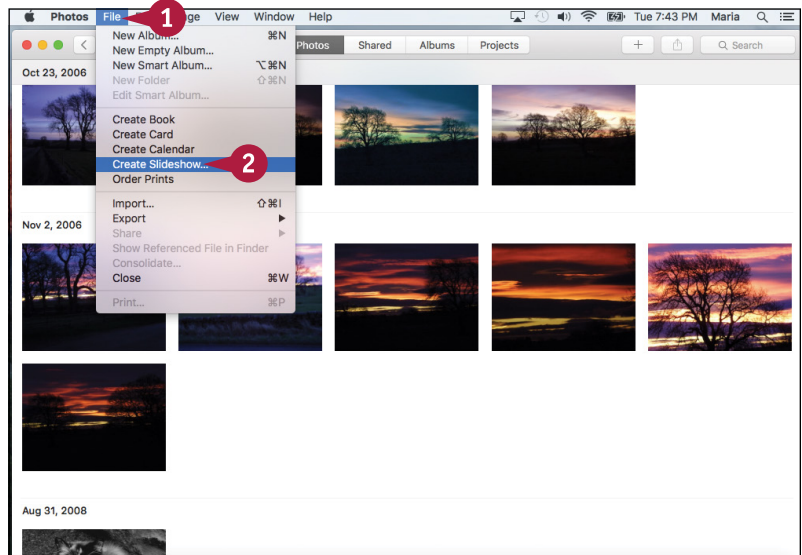 Photos File 1 ge View Window Help Tue 7:43 PM Maria
Photos Shared Albums Projects + Search
Oct 23, 2006
New Album... ⌘N
New Empty Album...
New Smart Album... ⌥⌘N
New Folder ⇧⌘N
Edit Smart Album...
Create Book
Create Card
Create Calendar
Create Slideshow... 2
Order Prints
Import... ⇧⌘I
Export
Share
Show Referenced File in Finder
Consolidate...
Close ⌘W
Print... ⌘P
Nov 2, 2006
Aug 31, 2008